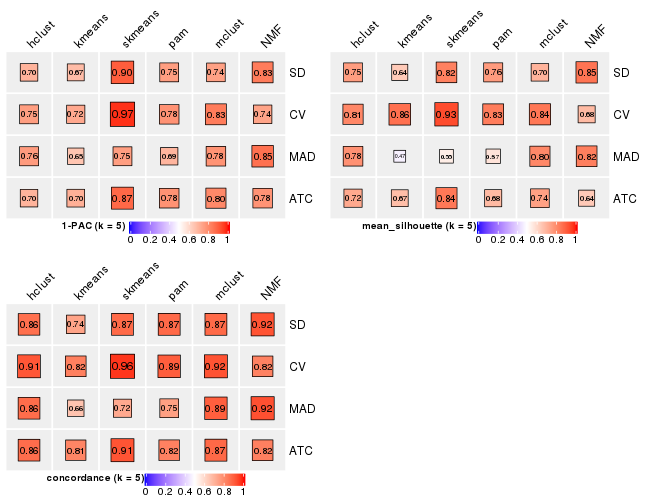 hclust kmeans skmeans pam mclust NMF
0.70 0.67 0.90 0.75 0.74 0.83 SD
0.75 0.72 0.97 0.78 0.83 0.74 CV
0.76 0.65 0.75 0.69 0.78 0.85 MAD
0.70 0.70 0.87 0.78 0.80 0.78 ATC
1-PAC (k = 5)
0 0.2 0.4 0.6 0.8 1
hclust kmeans skmeans pam mclust NMF
0.75 0.64 0.82 0.76 0.70 0.85 SD
0.81 0.86 0.93 0.83 0.84 0.68 CV
0.78 0.47 0.55 0.57 0.80 0.82 MAD
0.72 0.67 0.84 0.68 0.74 0.64 ATC
mean_silhouette (k = 5)
0 0.2 0.4 0.6 0.8 1
hclust kmeans skmeans pam mclust NMF
0.86 0.74 0.87 0.87 0.87 0.92 SD
0.91 0.82 0.96 0.89 0.92 0.82 CV
0.86 0.66 0.72 0.75 0.89 0.92 MAD
0.86 0.81 0.91 0.82 0.87 0.82 ATC
concordance (k = 5)
0 0.2 0.4 0.6 0.8 1